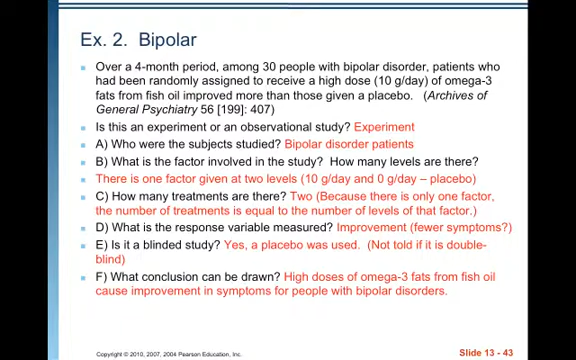 Ex. 2. Bipolar
Over a 4-month period, among 30 people with bipolar disorder, patients who
had been randomly assigned to receive a high dose (10 g/day) of omega-3
fats from fish oil improved more than those given a placebo. (Archives of
General Psychiatry 56 [199]: 407)
Is this an experiment or an observational study? Experiment
A) Who were the subjects studied? Bipolar disorder patients
B) What is the factor involved in the study? How many levels are there?
There is one factor given at two levels (10 g/day and 0 g/day – placebo)
C) How many treatments are there? Two (Because there is only one factor,
the number of treatments is equal to the number of levels of that factor.)
D) What is the response variable measured? Improvement (fewer symptoms?)
E) Is it a blinded study? Yes, a placebo was used. (Not told if it is double-
blind)
F) What conclusion can be drawn? High doses of omega-3 fats from fish oil
cause improvement in symptoms for people with bipolar disorders.
Copyright © 2010, 2007, 2004 Pearson Education, Inc.
Slide 13 - 43